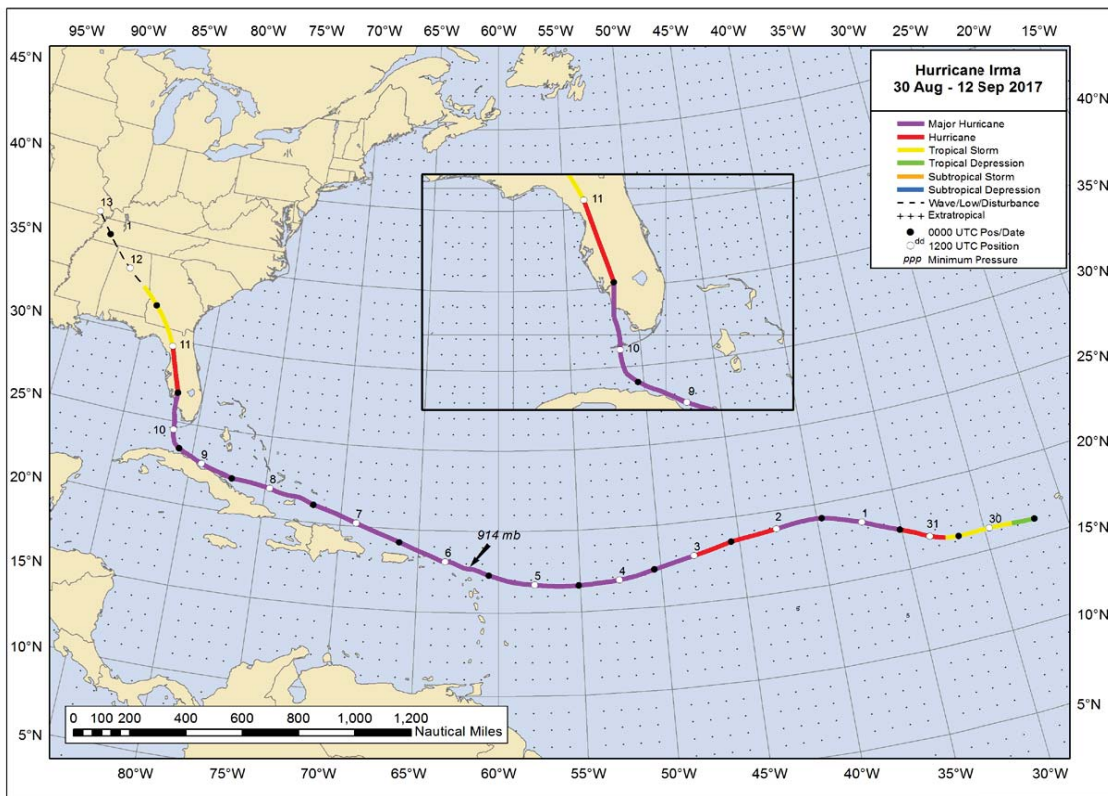 95°W 90°W 85°W 80°W 75°W 70°W 65°W 60°W 55°W 50°W 45°W 40°W 35°W 30°W 25°W 20°W 15°W
45°N
40°N
35°N
30°N
25°N
20°N
15°N
10°N
5°N
Hurricane Irma
30 Aug - 12 Sep 2017
Major Hurricane
Hurricane
Tropical Storm
Tropical Depression
Subtropical Storm
Subtropical Depression
Wave/Low/Disturbance
Extratropical
0000 UTC Pos/Date
dd 1200 UTC Position
ppp Minimum Pressure
40°N
35°N
30°N
25°N
20°N
15°N
10°N
5°N
11
10
9
13
1
12
11
10
9
8
7
6
914 mb
5
4
3
2
1
31
30
0 100 200 400 600 800 1,000 1,200
Nautical Miles
80°W 75°W 70°W 65°W 60°W 55°W 50°W 45°W 40°W 35°W 30°W